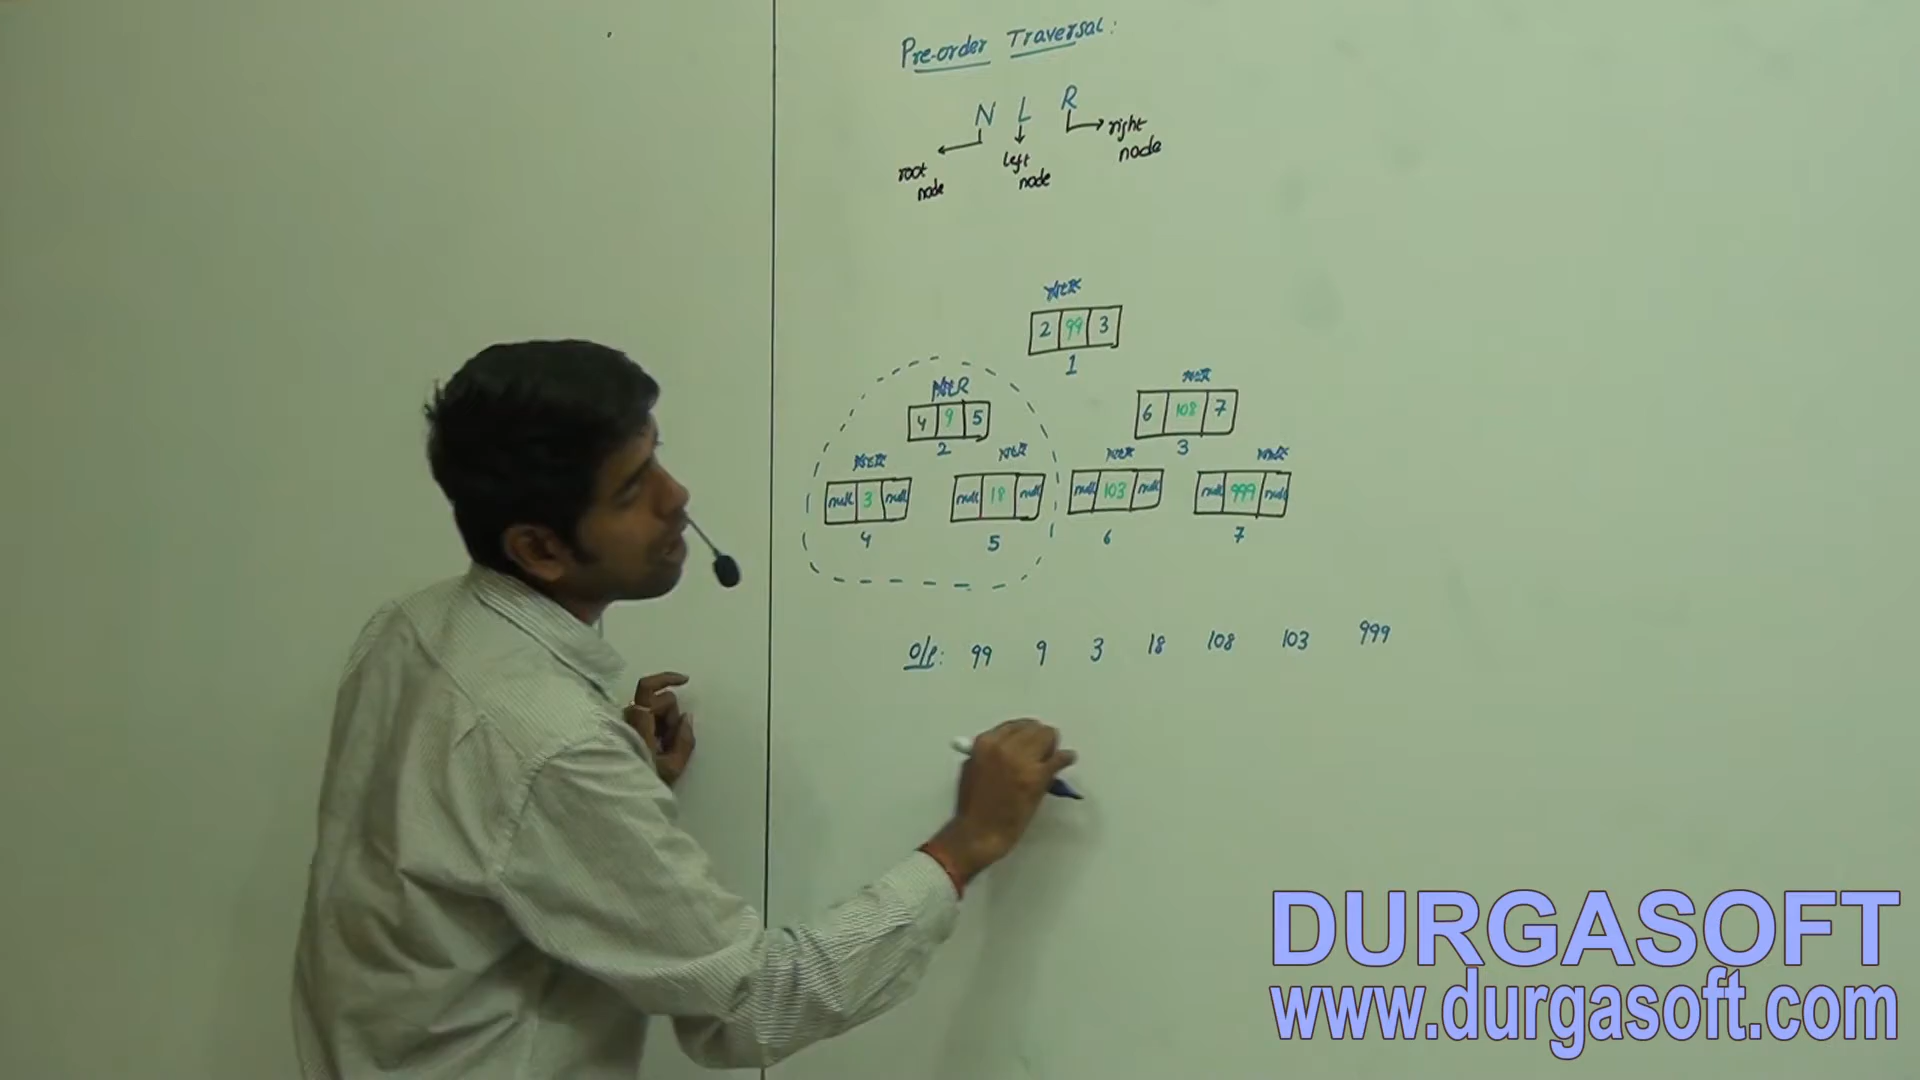 Pre-order Traversal:
N L R
root node
left node
right node
2 99 3
1
4 9 5
2
6 108 7
3
null 3 null
4
null 18 null
5
null 103 null
6
null 999 null
7
O/P: 99 9 3 18 108 103 999
DURGASOFT
www.durgasoft.com